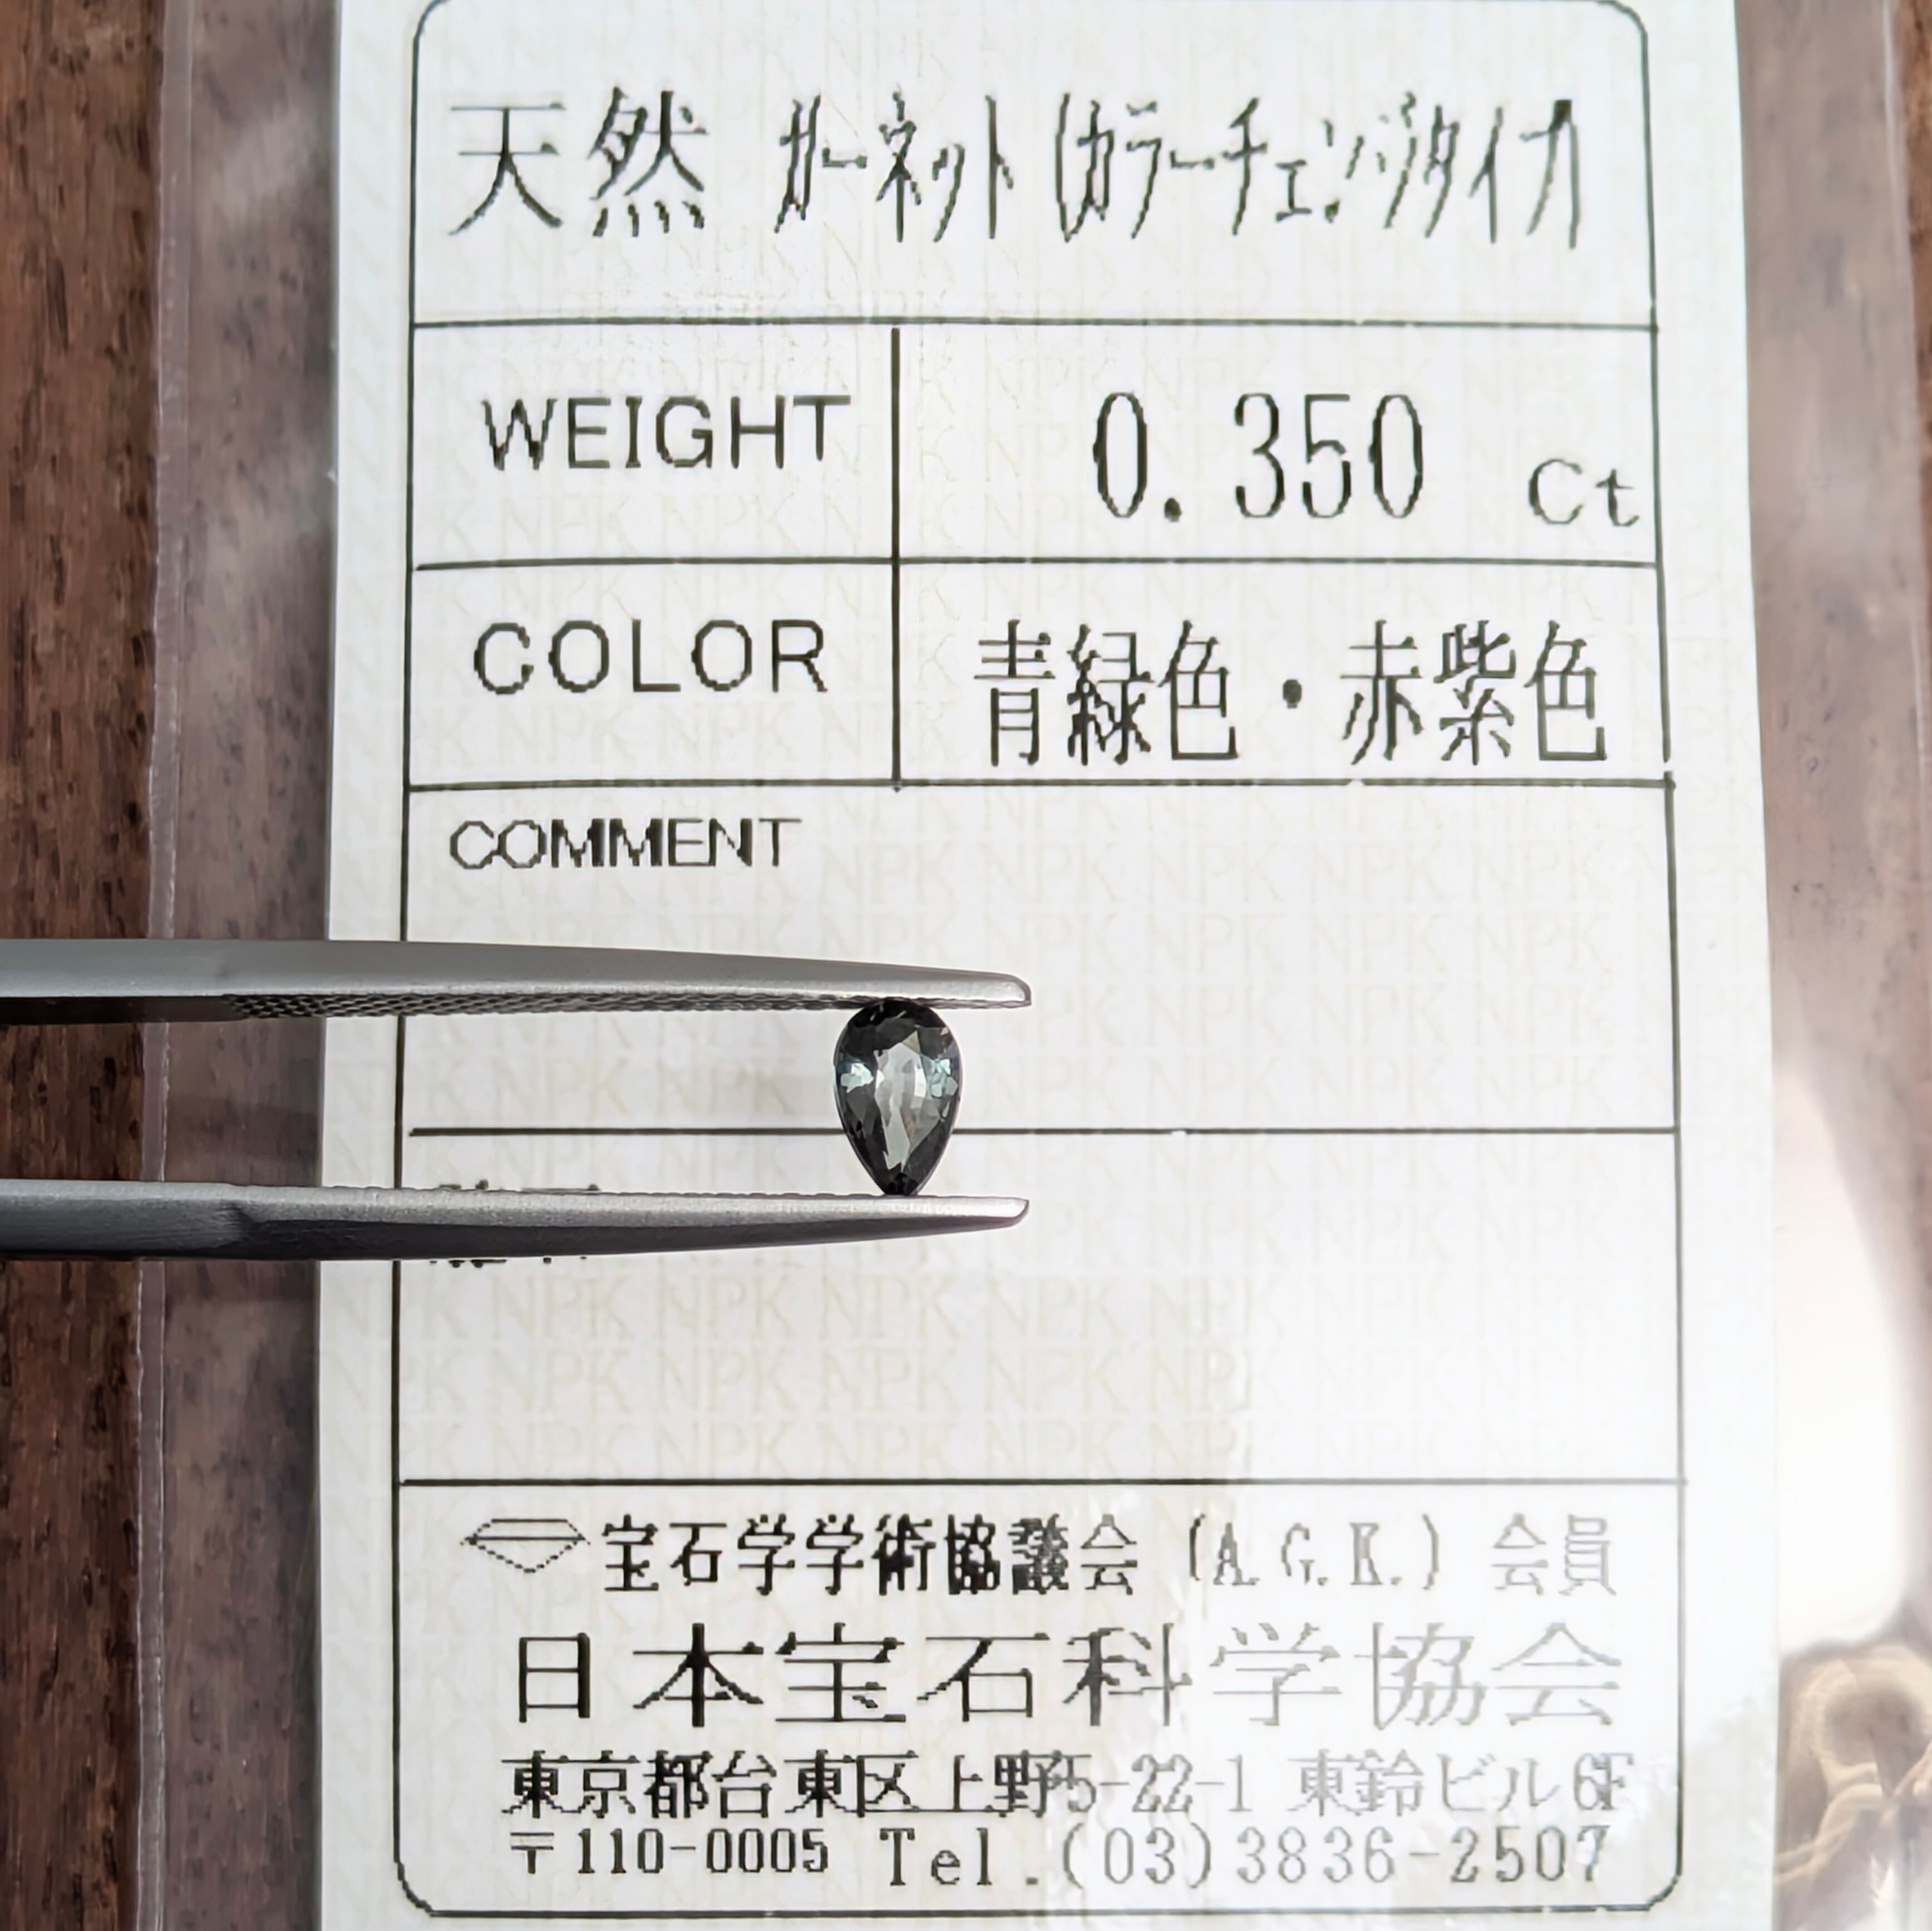 天然 ガーネット(カラーチェンジタイプ)
WEIGHT 0.350 Ct
COLOR 青緑色・赤紫色
COMMENT
宝石学学術協議会 (A.G.K.) 会員
日本宝石科学協会
東京都台東区上野5-22-1 東鈴ビル6F
〒110-0005 Tel.(03)3836-2507